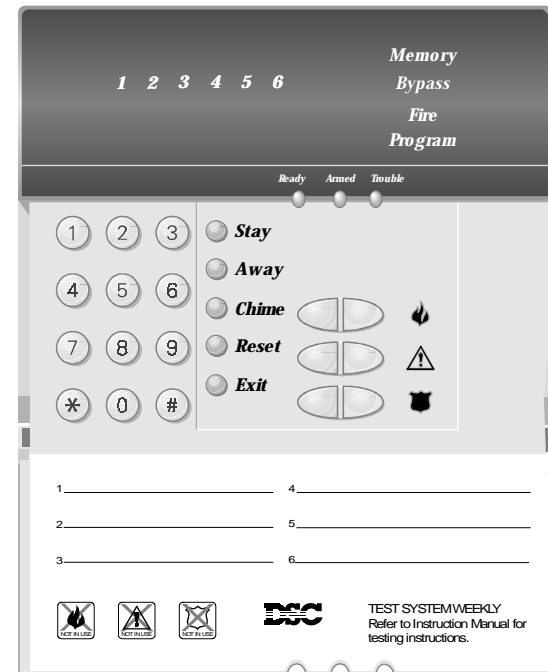 Memory
1 2 3 4 5 6 Bypass
Fire
Program
Ready Armed Trouble
1 2 3 Stay
Away
4 5 6
Chime
7 8 9 Reset
Exit
* 0 #
1 4
2 5
3 6
NOT IN USE NOT IN USE NOT IN USE
DSC
TEST SYSTEM WEEKLY
Refer to Instruction Manual for
testing instructions.